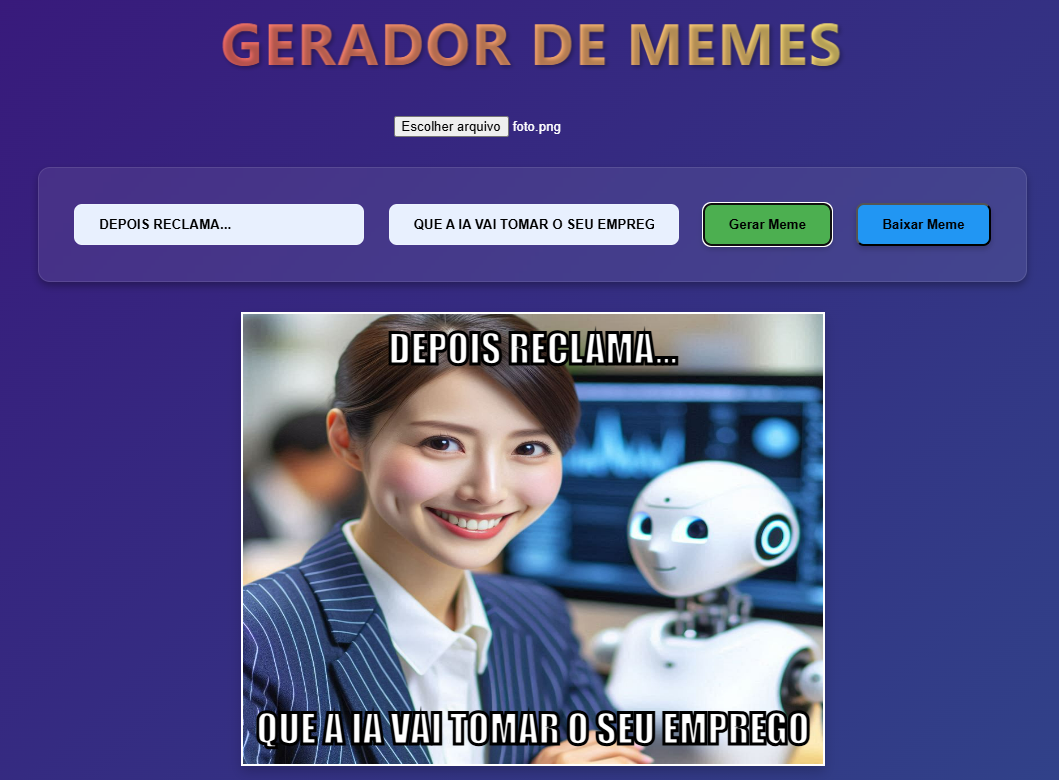 GERADOR DE MEMES
Escolher arquivo foto.png
DEPOIS RECLAMA... QUE A IA VAI TOMAR O SEU EMPREG Gerar Meme Baixar Meme
DEPOIS RECLAMA...
QUE A IA VAI TOMAR O SEU EMPREGO